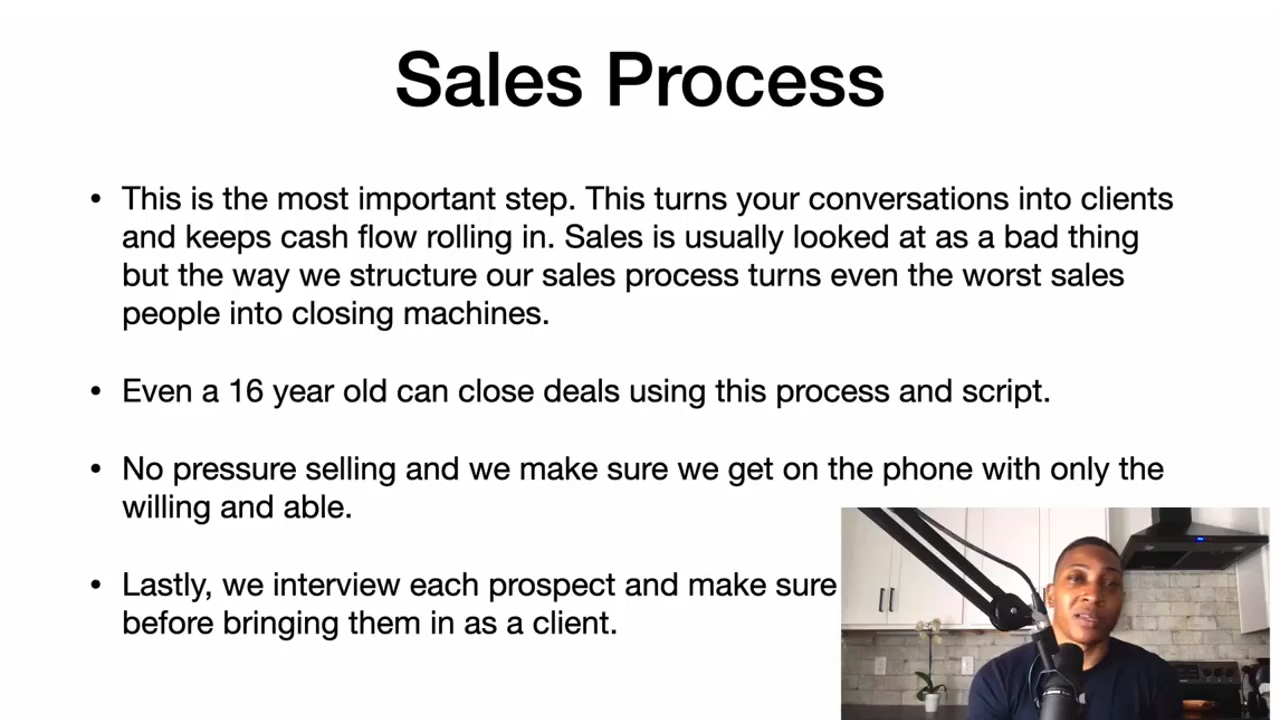 Sales Process
• This is the most important step. This turns your conversations into clients
and keeps cash flow rolling in. Sales is usually looked at as a bad thing
but the way we structure our sales process turns even the worst sales
people into closing machines.
• Even a 16 year old can close deals using this process and script.
• No pressure selling and we make sure we get on the phone with only the
willing and able.
• Lastly, we interview each prospect and make sure
before bringing them in as a client.